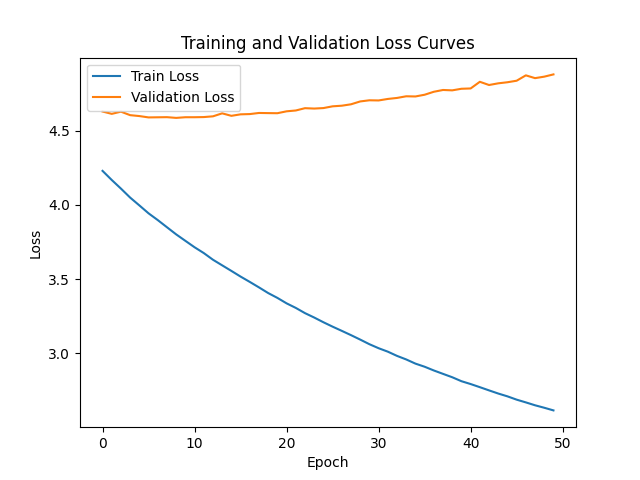 Training and Validation Loss Curves
Train Loss
Validation Loss
Loss
4.5
4.0
3.5
3.0
0 10 20 30 40 50
Epoch